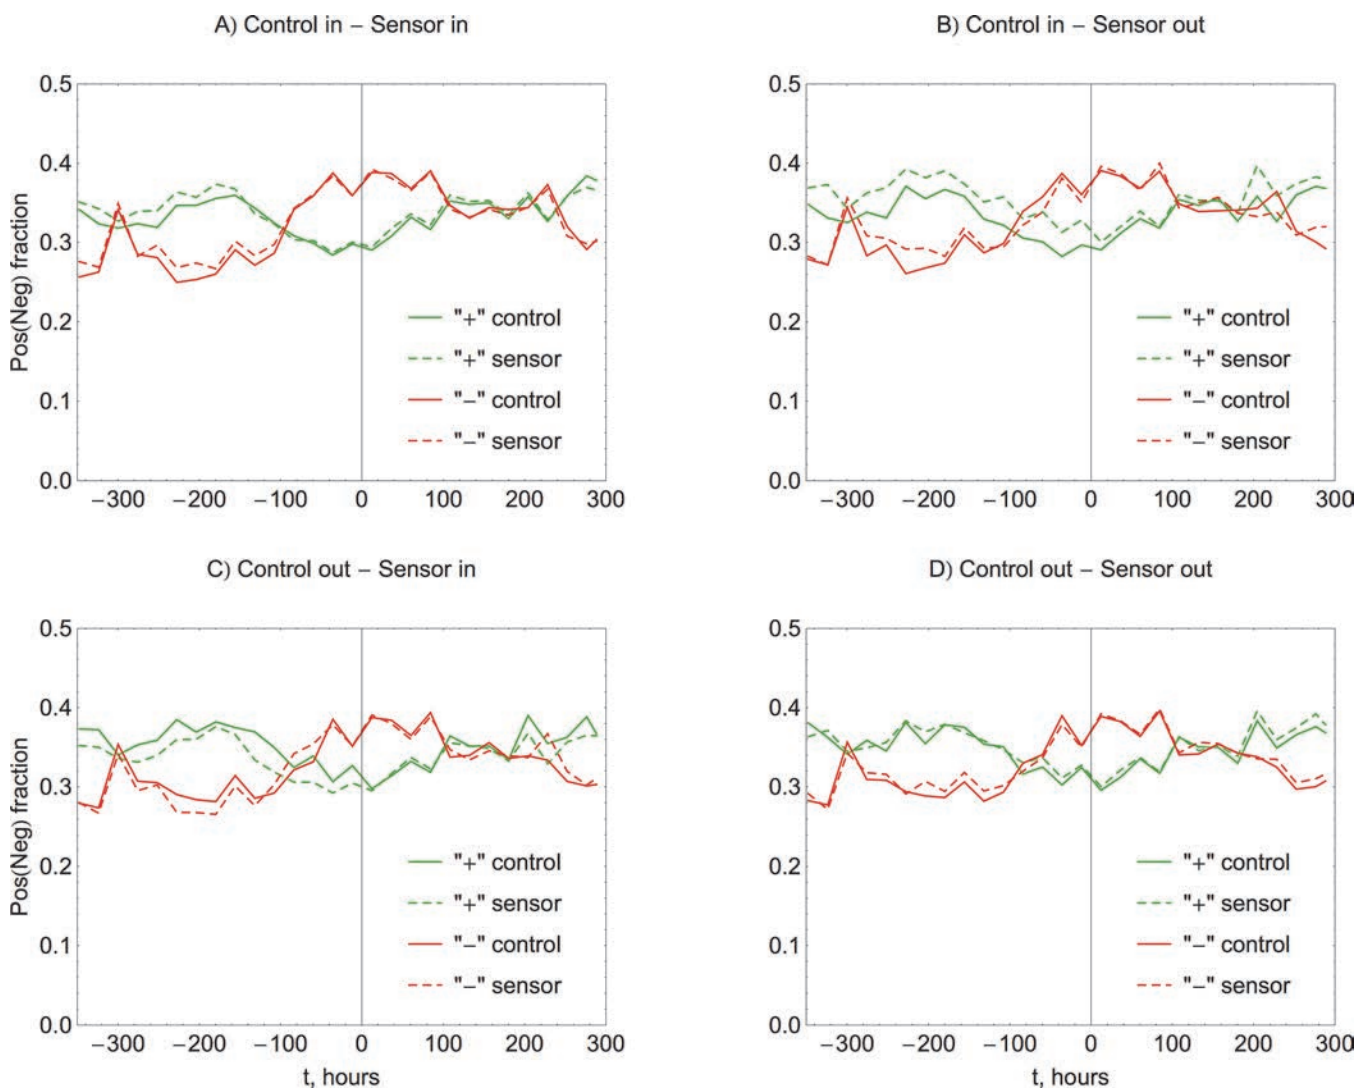 A) Control in – Sensor in
B) Control in – Sensor out
0.5
0.4
0.3
0.2
0.1
0.0
Pos(Neg) fraction
"+" control
"+" sensor
"−" control
"−" sensor
−300 −200 −100 0 100 200 300
0.5
0.4
0.3
0.2
0.1
0.0
"+" control
"+" sensor
"−" control
"−" sensor
−300 −200 −100 0 100 200 300
C) Control out – Sensor in
D) Control out – Sensor out
0.5
0.4
0.3
0.2
0.1
0.0
Pos(Neg) fraction
"+" control
"+" sensor
"−" control
"−" sensor
−300 −200 −100 0 100 200 300
t, hours
0.5
0.4
0.3
0.2
0.1
0.0
"+" control
"+" sensor
"−" control
"−" sensor
−300 −200 −100 0 100 200 300
t, hours